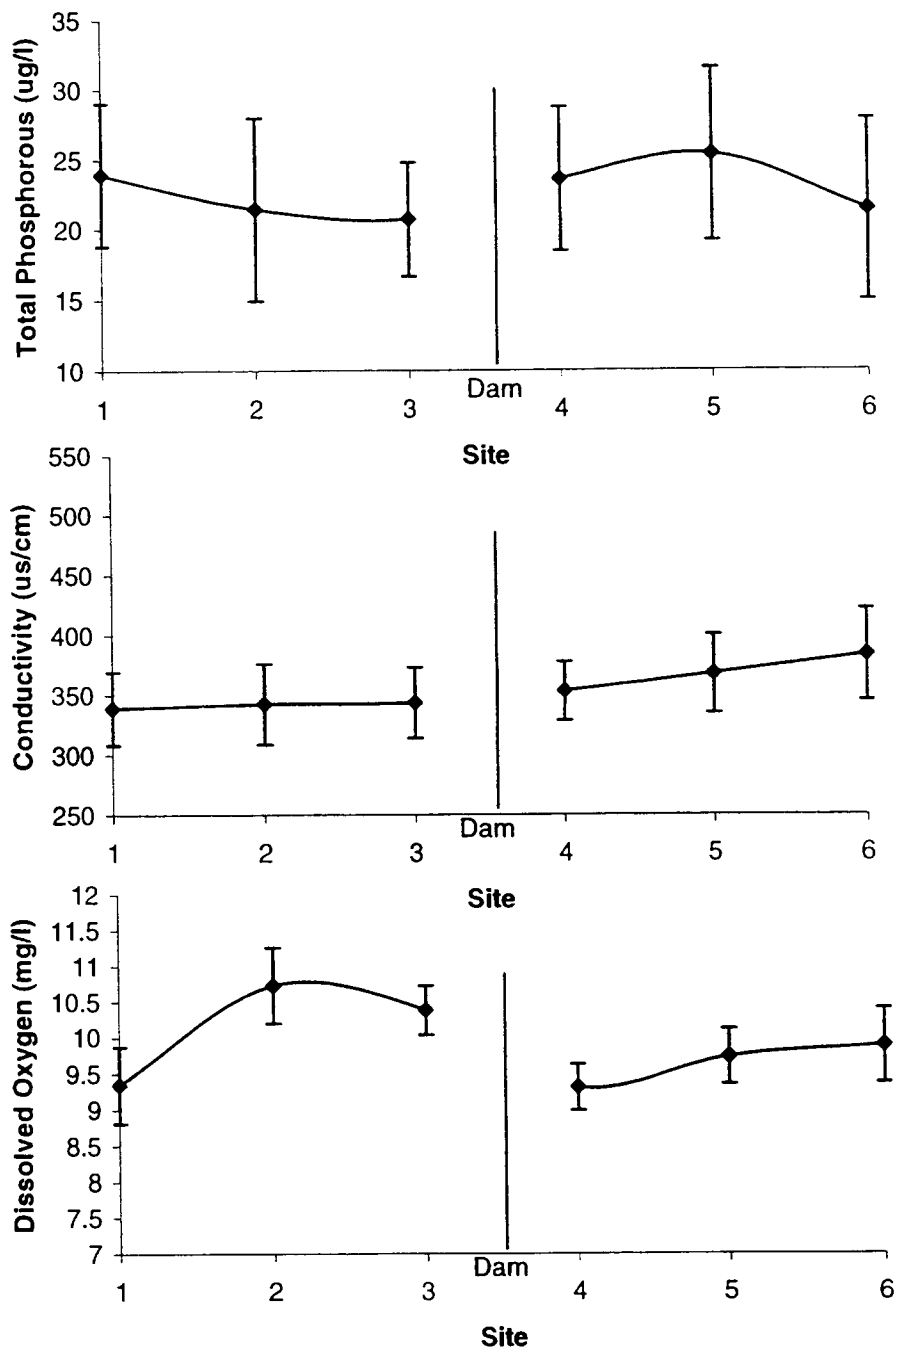 Total Phosphorous (ug/l)
35
30
25
20
15
10
Dam
1 2 3 4 5 6
Site
Conductivity (us/cm)
550
500
450
400
350
300
250
Dam
1 2 3 4 5 6
Site
Dissolved Oxygen (mg/l)
12
11.5
11
10.5
10
9.5
9
8.5
8
7.5
7
Dam
1 2 3 4 5 6
Site